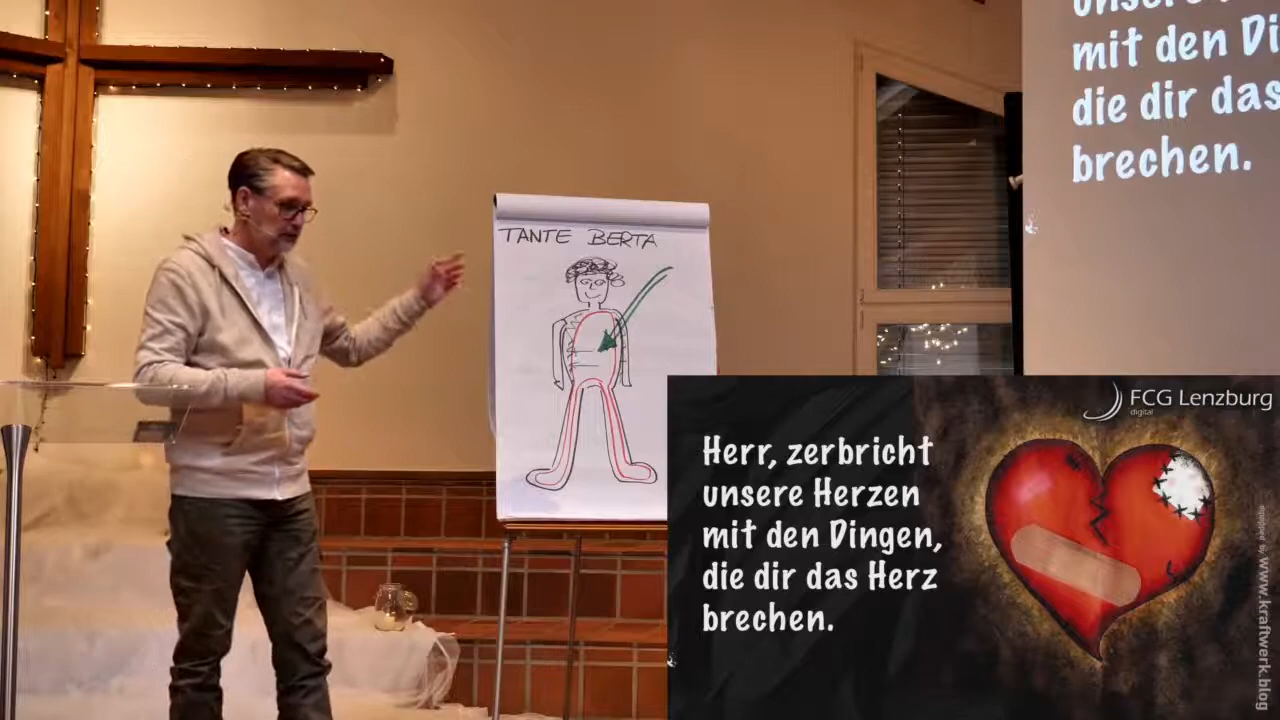 TANTE BERTA
unsere
mit den Di
die dir das
brechen.
FCG Lenzburg
digital
Herr, zerbricht
unsere Herzen
mit den Dingen,
die dir das Herz
brechen.
www.kraftwerk.blog